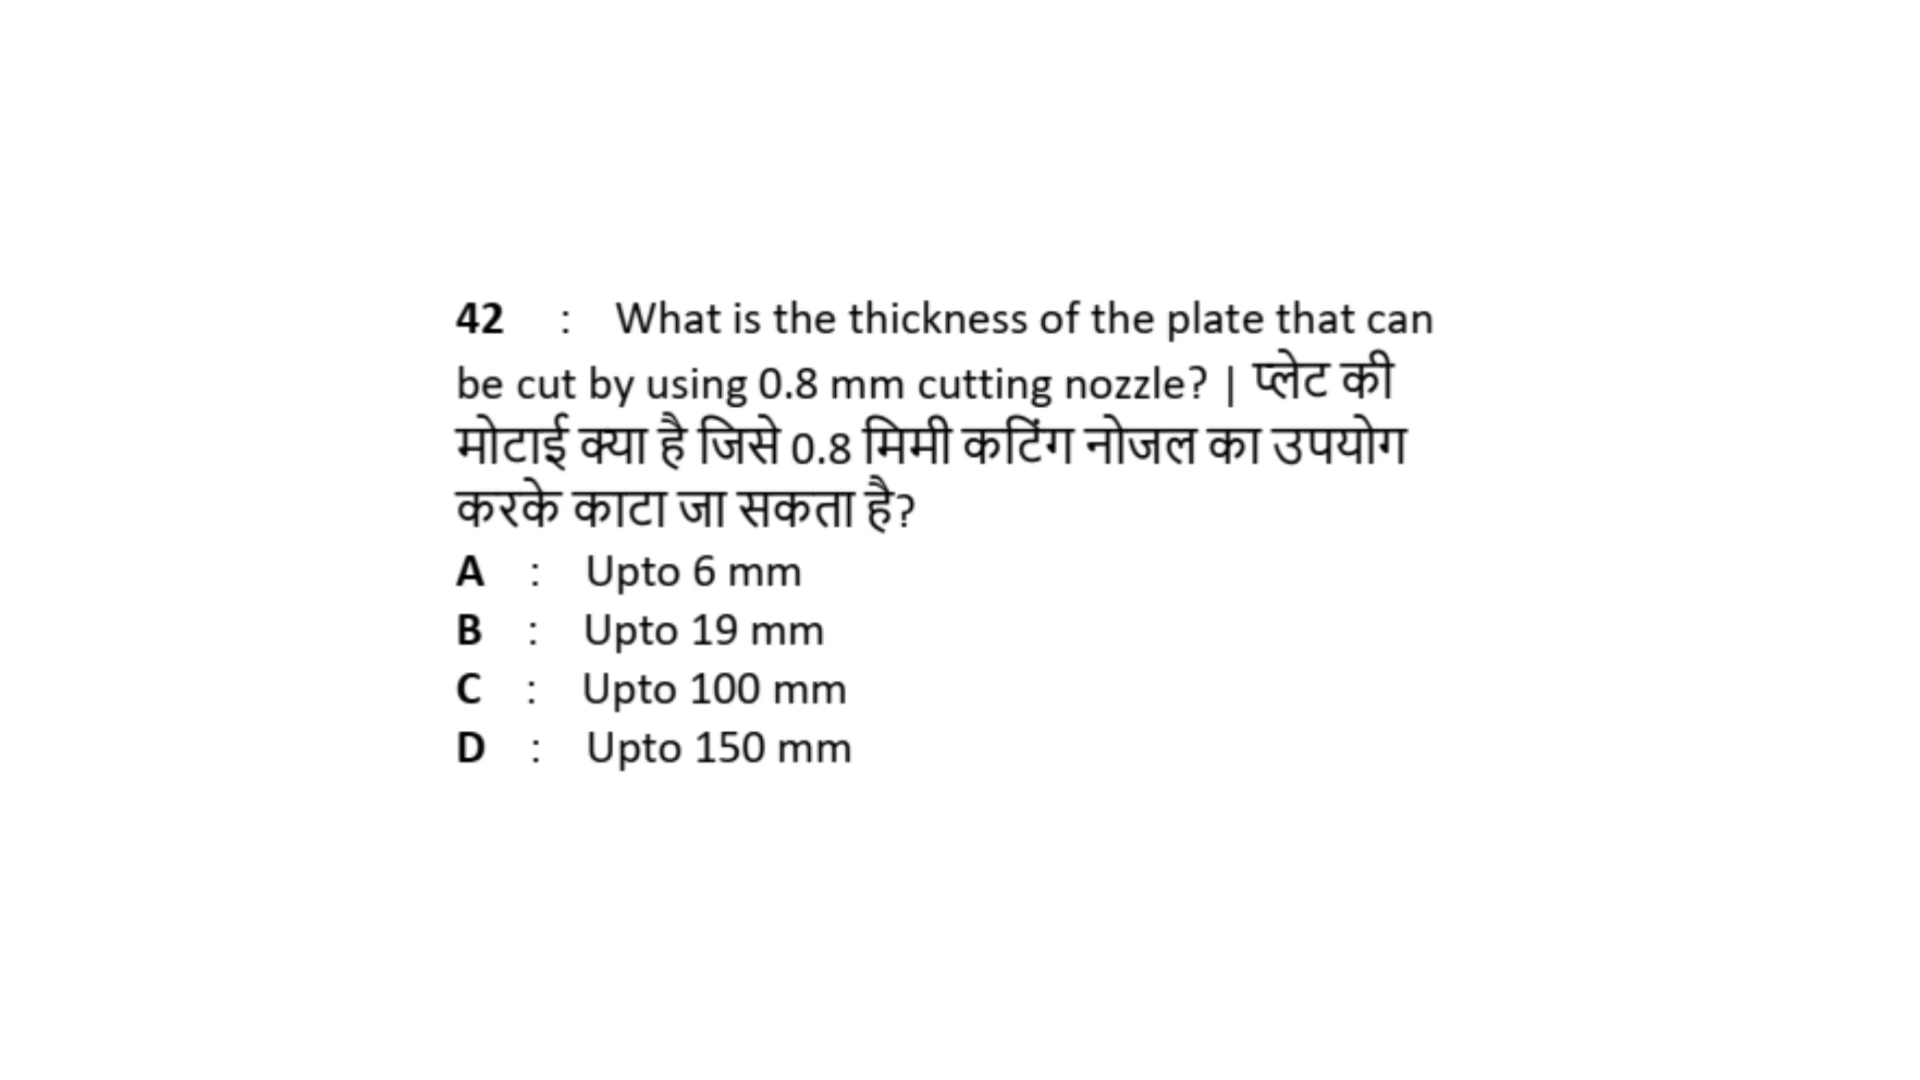 42 : What is the thickness of the plate that can
be cut by using 0.8 mm cutting nozzle? | प्लेट की
मोटाई क्या है जिसे 0.8 मिमी कटिंग नोजल का उपयोग
करके काटा जा सकता है?
A : Upto 6 mm
B : Upto 19 mm
C : Upto 100 mm
D : Upto 150 mm